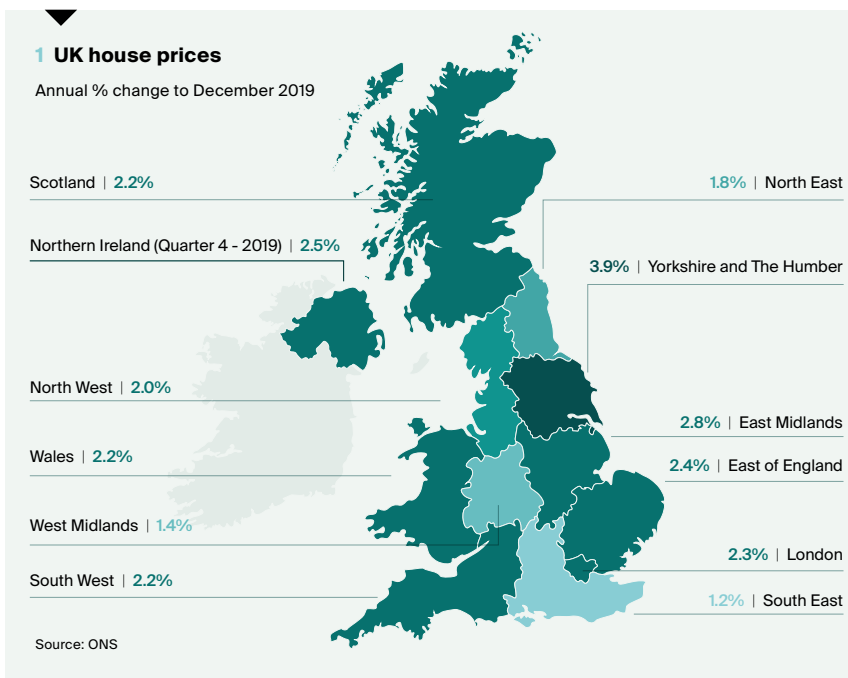 1 UK house prices
Annual % change to December 2019
Scotland | 2.2%
1.8% | North East
Northern Ireland (Quarter 4 - 2019) | 2.5%
3.9% | Yorkshire and The Humber
North West | 2.0%
2.8% | East Midlands
Wales | 2.2%
2.4% | East of England
West Midlands | 1.4%
2.3% | London
South West | 2.2%
1.2% | South East
Source: ONS